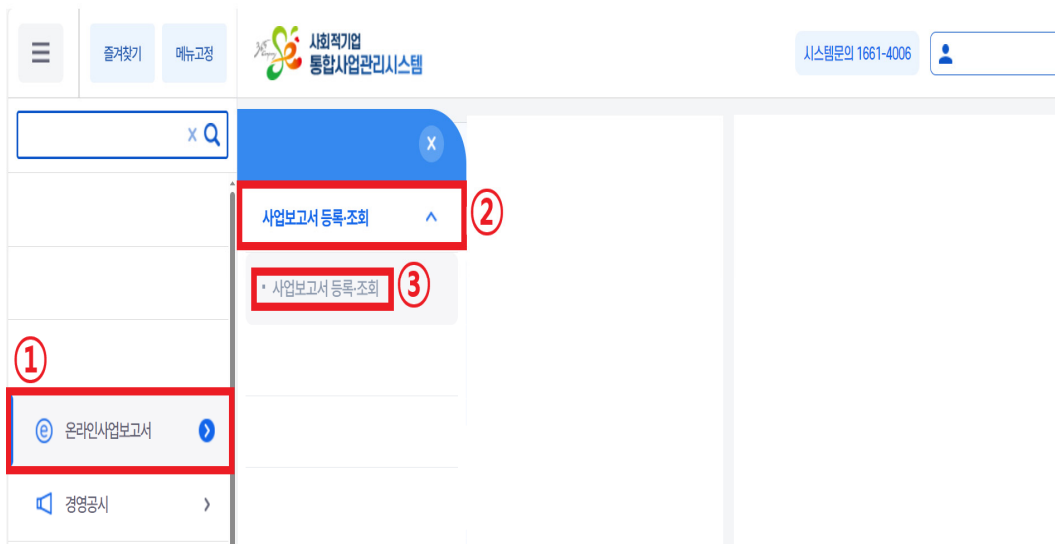 즐겨찾기
메뉴고정
사회적기업
통합사업관리시스템
시스템문의 1661-4006
②
사업보고서 등록·조회
③
사업보고서 등록·조회
①
온라인사업보고서
경영공시